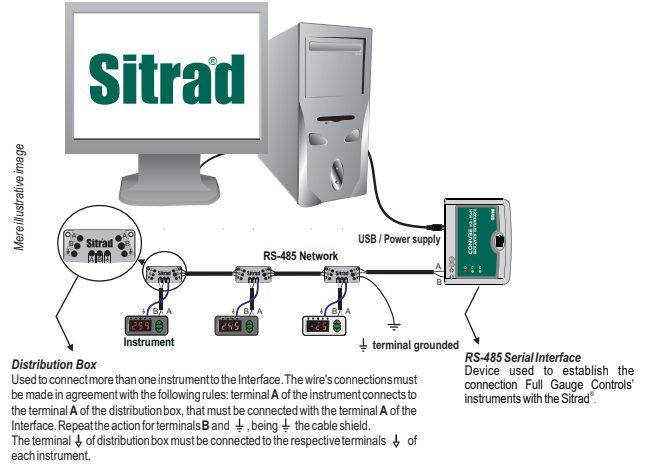 Sitrad®
Mere illustrative image
USB / Power supply
RS-485 Network
Sitrad
A A
B B
A B
Sitrad Sitrad Sitrad
A
B
B A B A B A
Instrument
terminal grounded
Distribution Box
Used to connect more than one instrument to the Interface. The wire's connections must
be made in agreement with the following rules: terminal A of the instrument connects to
the terminal A of the distribution box, that must be connected with the terminal A of the
Interface. Repeat the action for terminals B and ⏚, being ⏚ the cable shield.
The terminal ↓ of distribution box must be connected to the respective terminals ↓ of
each instrument.
RS-485 Serial Interface
Device used to establish the
connection Full Gauge Controls'
instruments with the Sitrad®.